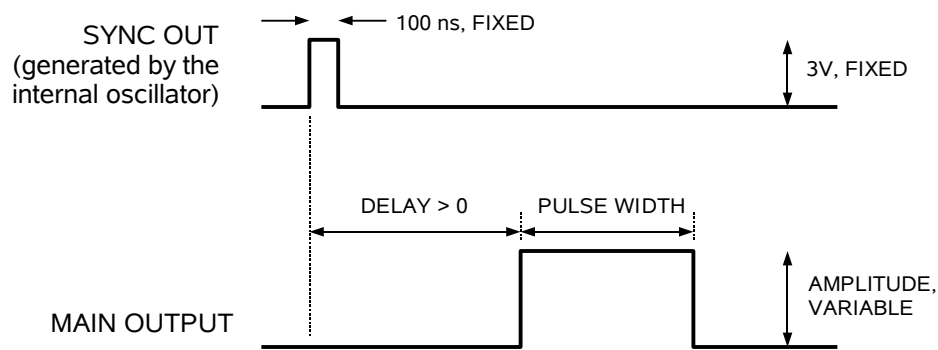 100 ns, FIXED
SYNC OUT
(generated by the
internal oscillator)
3V, FIXED
DELAY > 0
PULSE WIDTH
AMPLITUDE,
VARIABLE
MAIN OUTPUT